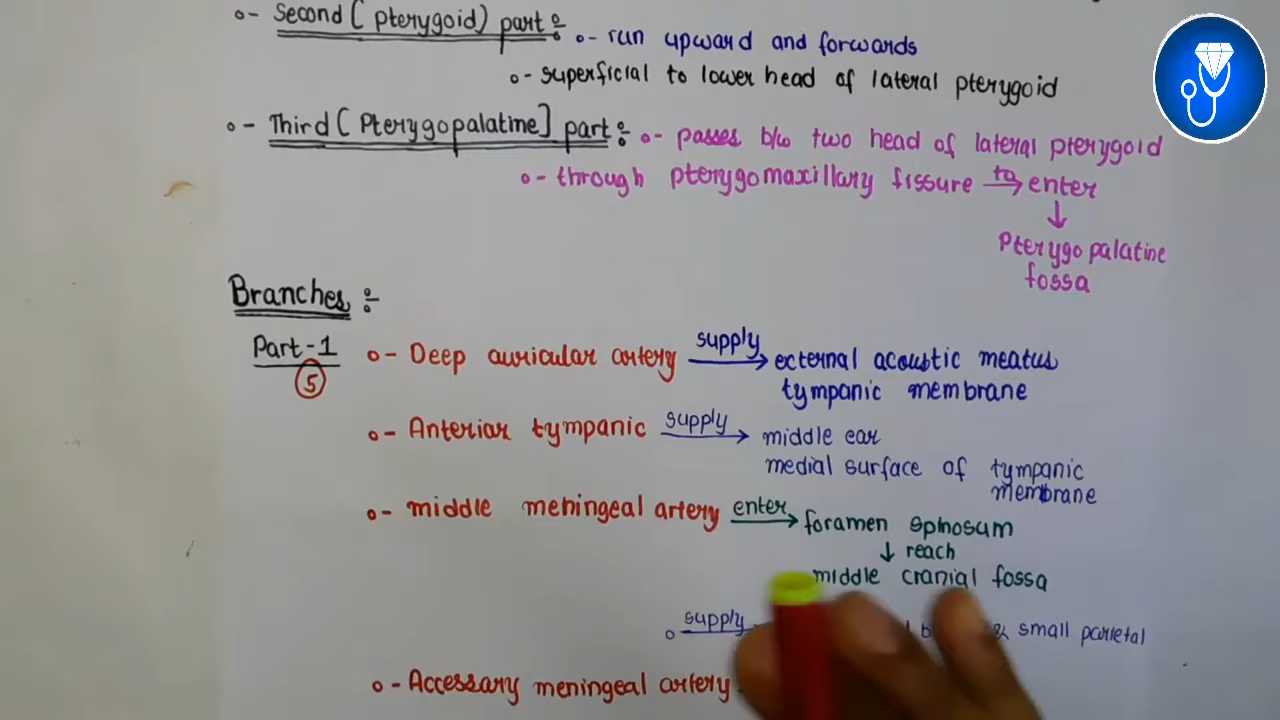 o- Second ( pterygoid) part ÷ o- run upward and forwards
o- superficial to lower head of lateral pterygoid
o- Third [ Pterygopalatine] part ÷ o- passes b/w two head of lateral pterygoid
o- through pterygomaxillary fissure to → enter
↓
Pterygo palatine
fossa
Branches ÷
Part-1 o- Deep auricular artery supply → external acoustic meatus
5 tympanic membrane
o- Anterior tympanic supply → middle ear
medial surface of tympanic
membrane
o- middle meningeal artery enter → foramen spinosum
↓ reach
middle cranial fossa
o supply & small parietal
o- Accessary meningeal artery